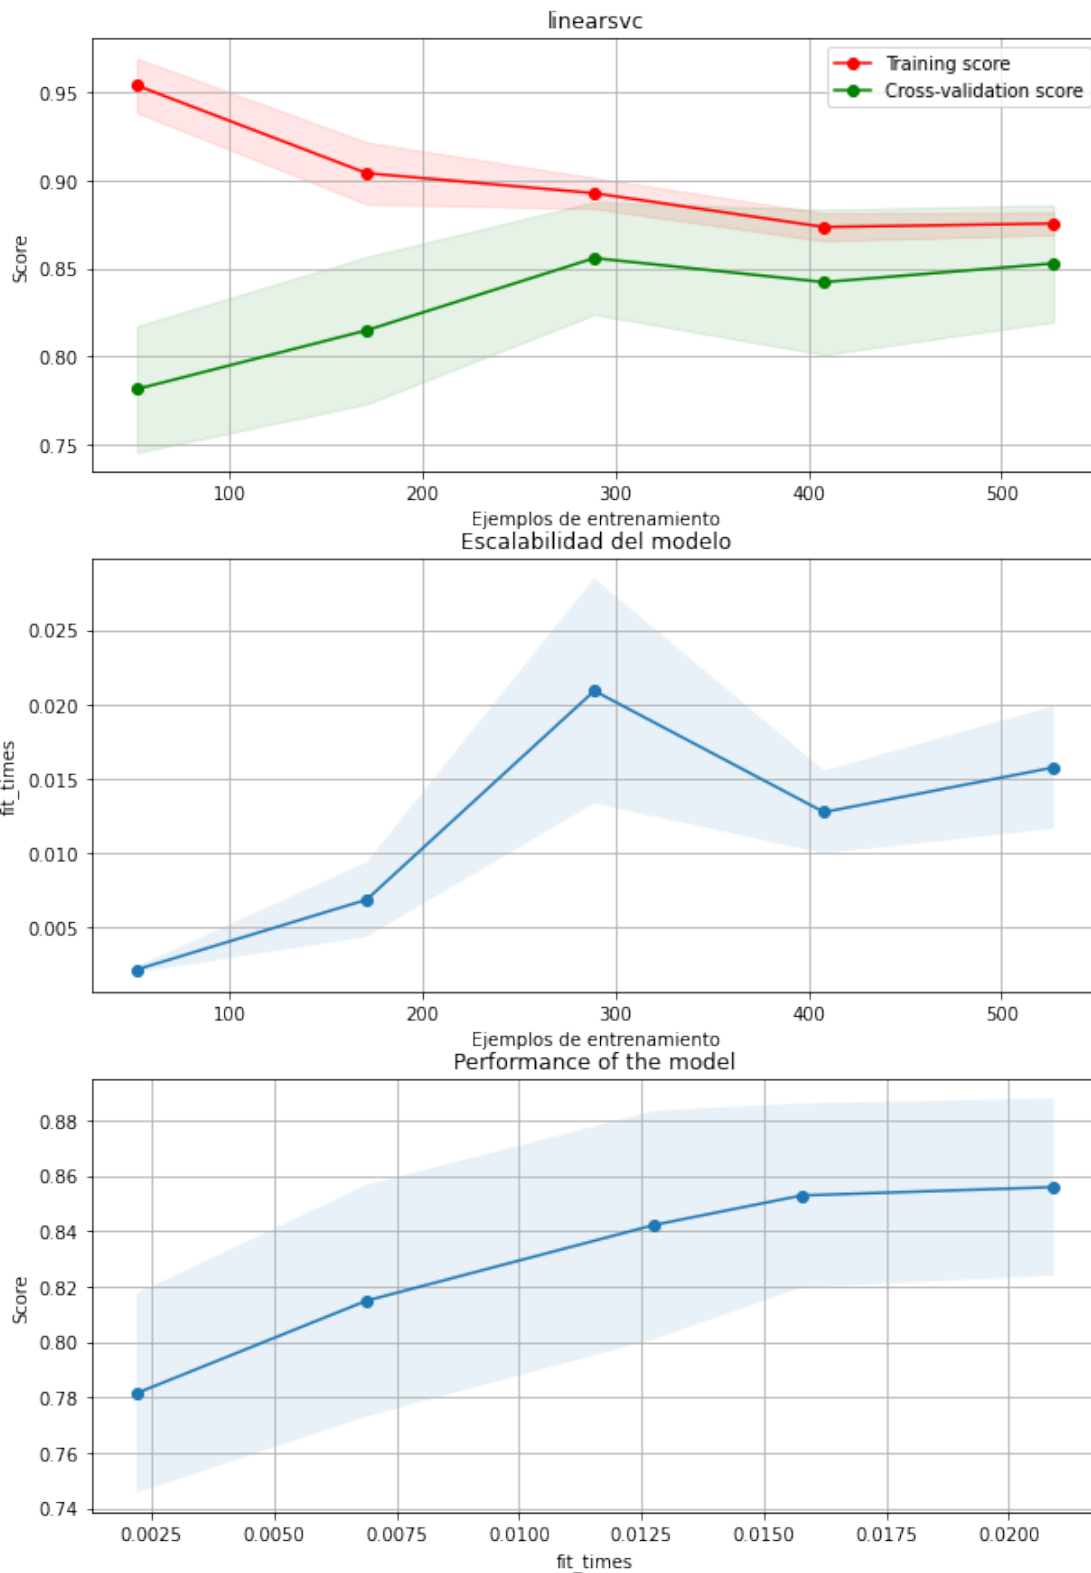 linearsvc
Training score
Cross-validation score
0.95
0.90
0.85
0.80
0.75
Score
100 200 300 400 500
Ejemplos de entrenamiento
Escalabilidad del modelo
0.025
0.020
0.015
0.010
0.005
fit_times
100 200 300 400 500
Ejemplos de entrenamiento
Performance of the model
0.88
0.86
0.84
0.82
0.80
0.78
0.76
0.74
Score
0.0025 0.0050 0.0075 0.0100 0.0125 0.0150 0.0175 0.0200
fit_times